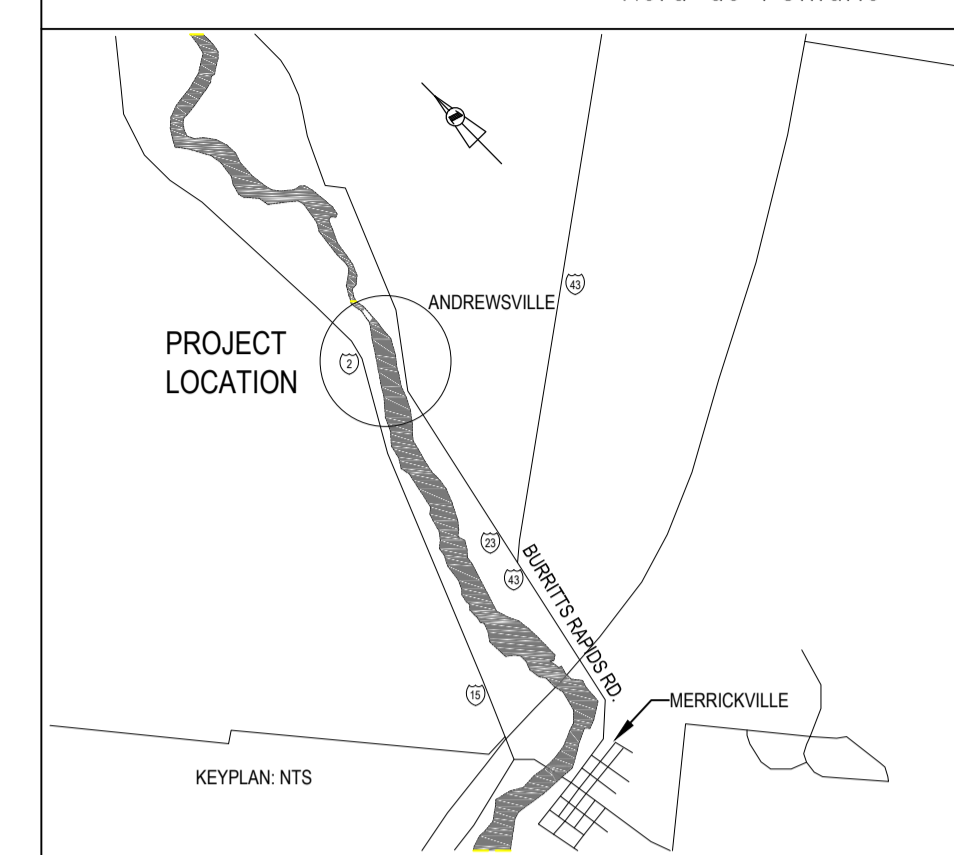 ANDREWSVILLE
43
PROJECT
LOCATION
2
23
43
BURRITTS RAPIDS RD.
15
MERRICKVILLE
KEYPLAN: NTS